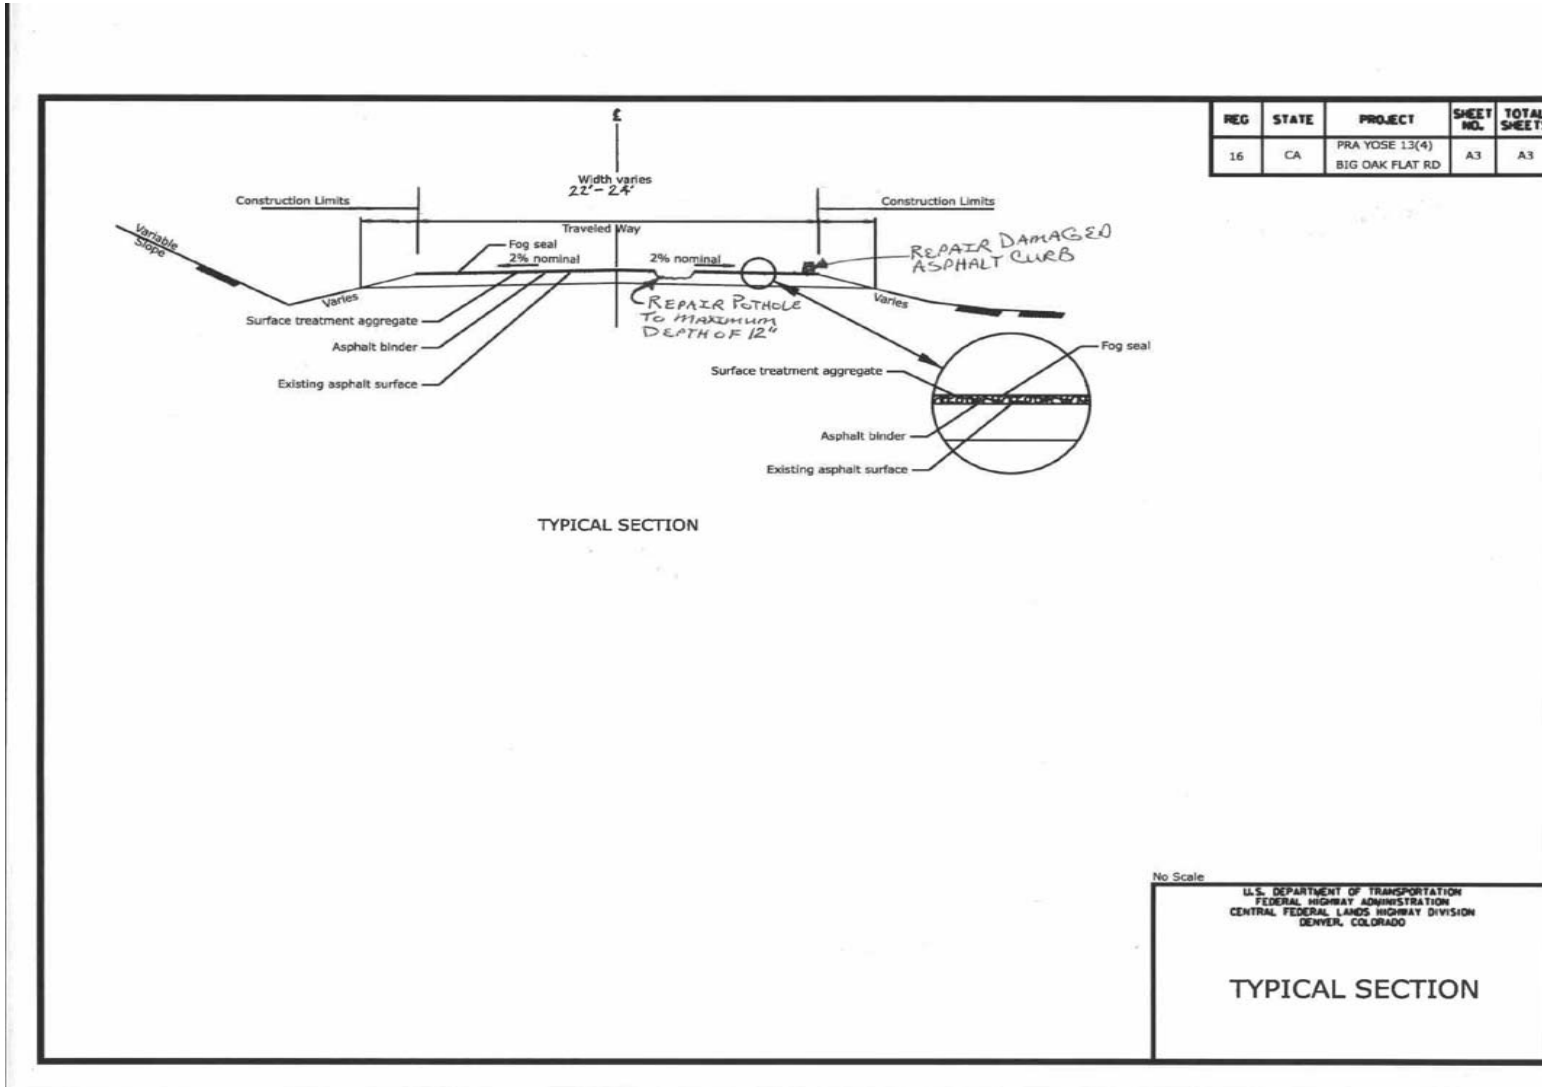 REG STATE PROJECT SHEET NO. TOTAL SHEETS
16 CA PRA YOSE 13(4) BIG OAK FLAT RD A3 A3
℄
Width varies
22'-24'
Construction Limits
Construction Limits
Traveled Way
Variable
Slope
Fog seal
2% nominal
2% nominal
REPAIR DAMAGED
ASPHALT CURB
Varies
Varies
REPAIR POTHOLE
TO MAXIMUM
DEPTH OF 12"
Surface treatment aggregate
Asphalt binder
Existing asphalt surface
Fog seal
Surface treatment aggregate
Asphalt binder
Existing asphalt surface
TYPICAL SECTION
No Scale
U.S. DEPARTMENT OF TRANSPORTATION
FEDERAL HIGHWAY ADMINISTRATION
CENTRAL FEDERAL LANDS HIGHWAY DIVISION
DENVER, COLORADO
TYPICAL SECTION